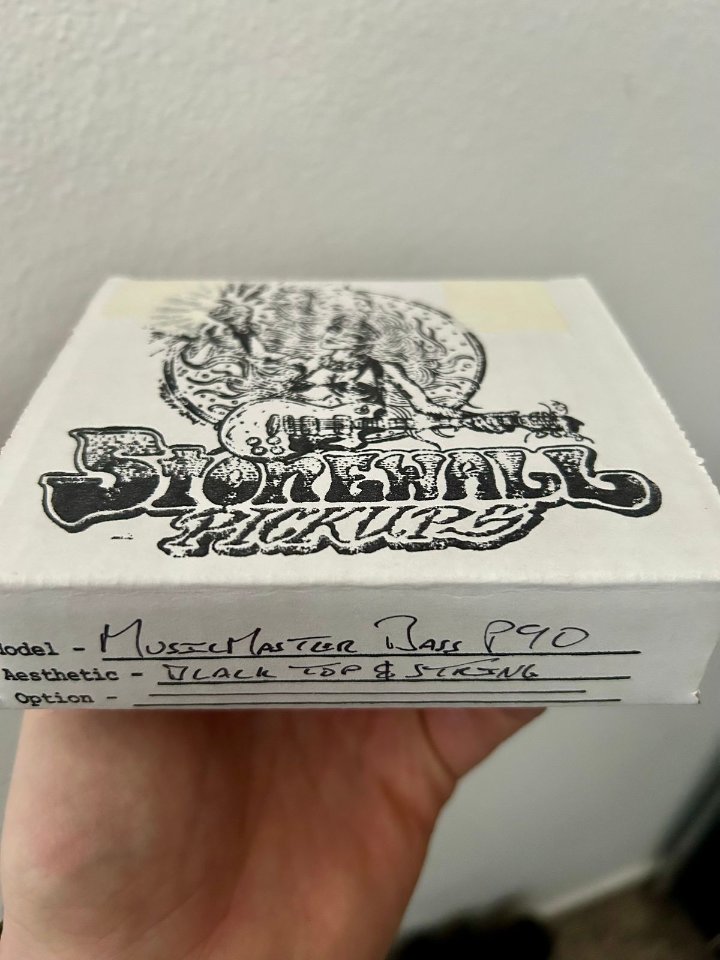 STONEWALL
PICKUPS
Model - MusicMaster Bass P90
Aesthetic - Black Top & String
Option -